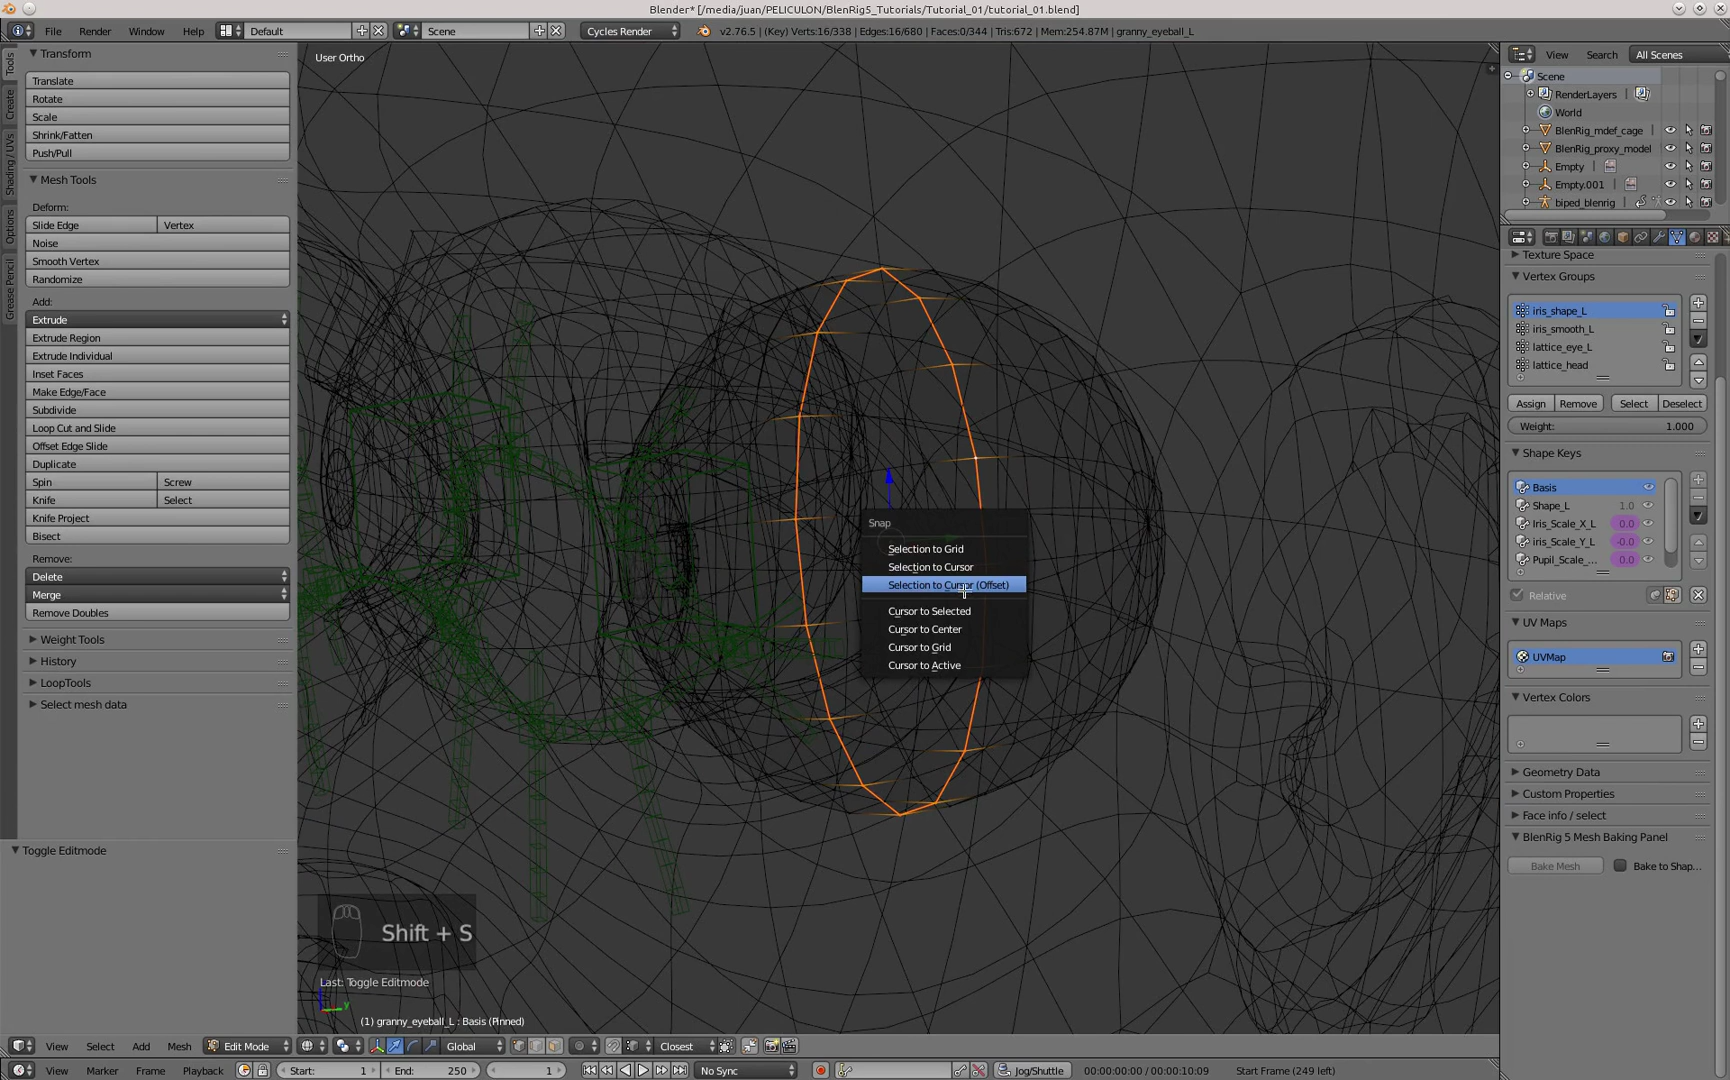 Blender* [/media/juan/PELICULON/BlenRig5_Tutorials/Tutorial_01/tutorial_01.blend]
File Render Window Help Default Scene Cycles Render v2.76.5 | (Key) Verts:16/338 | Edges:16/680 | Faces:0/344 | Tris:672 | Mem:254.87M | granny_eyeball_L
Tools
Create
Shading / UVs
Options
Grease Pencil
Transform
Translate
Rotate
Scale
Shrink/Fatten
Push/Pull
Mesh Tools
Deform:
Slide Edge Vertex
Noise
Smooth Vertex
Randomize
Add:
Extrude
Extrude Region
Extrude Individual
Inset Faces
Make Edge/Face
Subdivide
Loop Cut and Slide
Offset Edge Slide
Duplicate
Spin Screw
Knife Select
Knife Project
Bisect
Remove:
Delete
Merge
Remove Doubles
Weight Tools
History
LoopTools
Select mesh data
Toggle Editmode
User Ortho
Snap
Selection to Grid
Selection to Cursor
Selection to Cursor (Offset)
Cursor to Selected
Cursor to Center
Cursor to Grid
Cursor to Active
Shift + S
Last: Toggle Editmode
y
(1) granny_eyeball_L : Basis (Pinned)
View Search All Scenes
Scene
RenderLayers
World
BlenRig_mdef_cage
BlenRig_proxy_model
Empty
Empty.001
biped_blenrig
Texture Space
Vertex Groups
iris_shape_L
iris_smooth_L
lattice_eye_L
lattice_head
Assign Remove Select Deselect
Weight: 1.000
Shape Keys
Basis
Shape_L 1.0
Iris_Scale_X_L 0.0
iris_Scale_Y_L -0.0
Pupil_Scale_... 0.0
Relative
UV Maps
UVMap
Vertex Colors
Geometry Data
Custom Properties
Face info / select
BlenRig 5 Mesh Baking Panel
Bake Mesh Bake to Shap...
View Select Add Mesh Edit Mode Global Closest
View Marker Frame Playback Start: 1 End: 250 1 No Sync Jog/Shuttle 00:00:00:00 / 00:00:10:09 Start Frame (249 left)